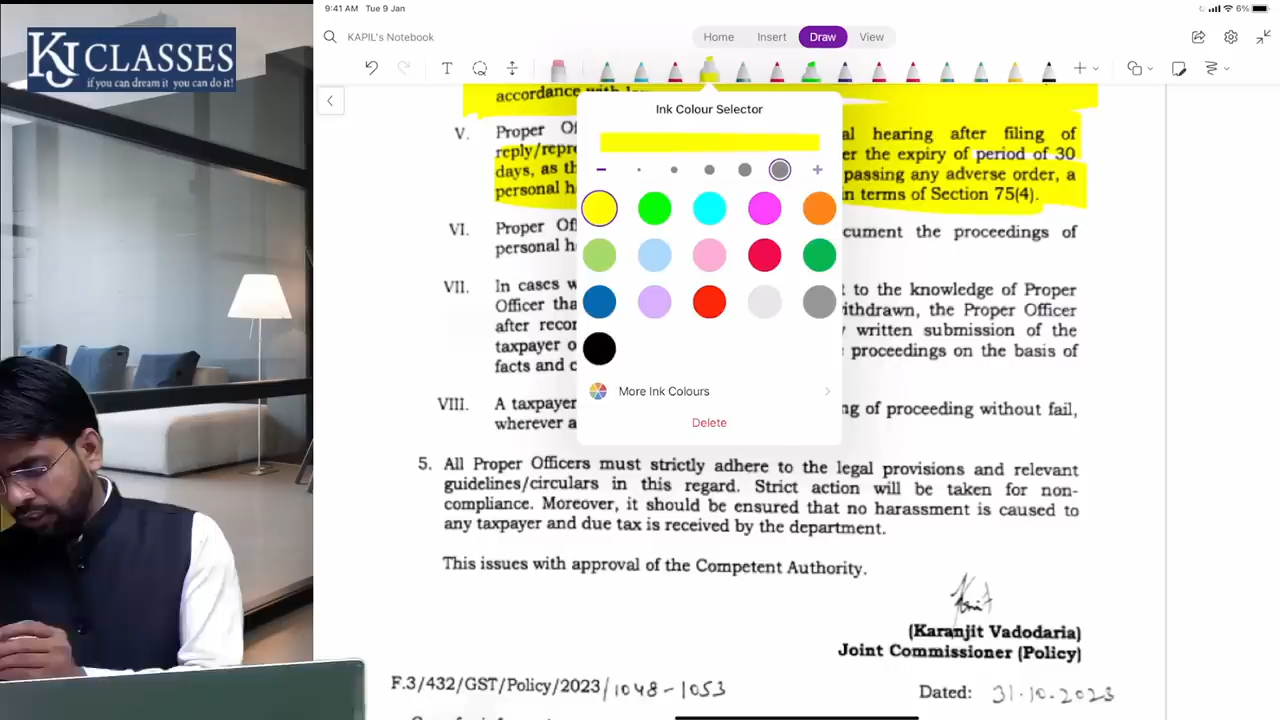 9:41 AM Tue 9 Jan
6%
KJ CLASSES
if you can dream it you can do it!
KAPIL's Notebook
Home Insert Draw View
Ink Colour Selector
More Ink Colours
Delete
accordance with
V. Proper al hearing after filing of
reply/repre er the expiry of period of 30
days, as th passing any adverse order, a
personal h in terms of Section 75(4).
VI. Proper Of cument the proceedings of
personal h
VII. In cases w t to the knowledge of Proper
Officer tha ithdrawn, the Proper Officer
after recor written submission of the
taxpayer o proceedings on the basis of
facts and c
VIII. A taxpayer ng of proceeding without fail,
wherever a
5. All Proper Officers must strictly adhere to the legal provisions and relevant
guidelines/circulars in this regard. Strict action will be taken for non-
compliance. Moreover, it should be ensured that no harassment is caused to
any taxpayer and due tax is received by the department.
This issues with approval of the Competent Authority.
(Karanjit Vadodaria)
Joint Commissioner (Policy)
F.3/432/GST/Policy/2023/1048-1053
Dated: 31.10.2023